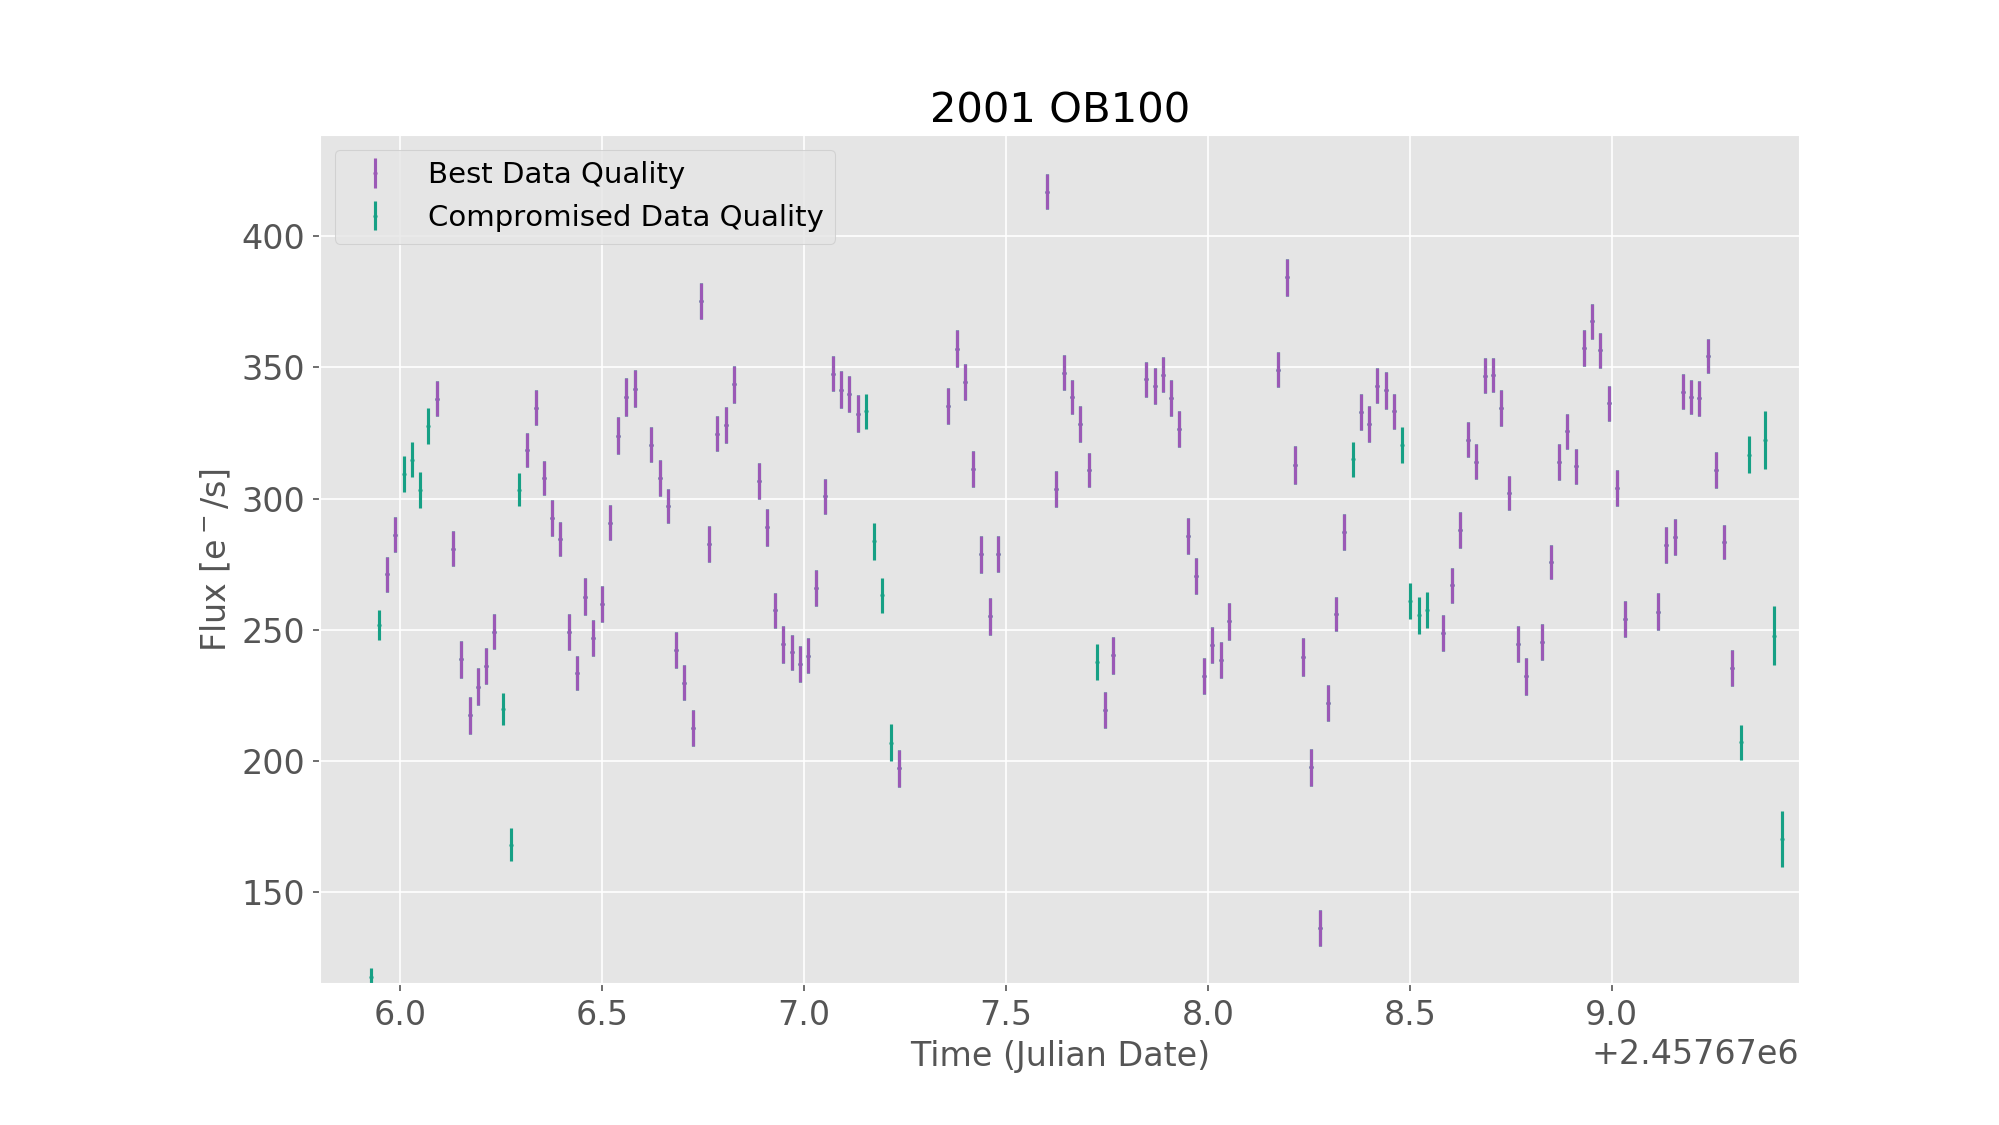 2001 OB100
Best Data Quality
Compromised Data Quality
400
350
300
250
200
150
Flux [e⁻/s]
6.0 6.5 7.0 7.5 8.0 8.5 9.0
Time (Julian Date)
+2.45767e6